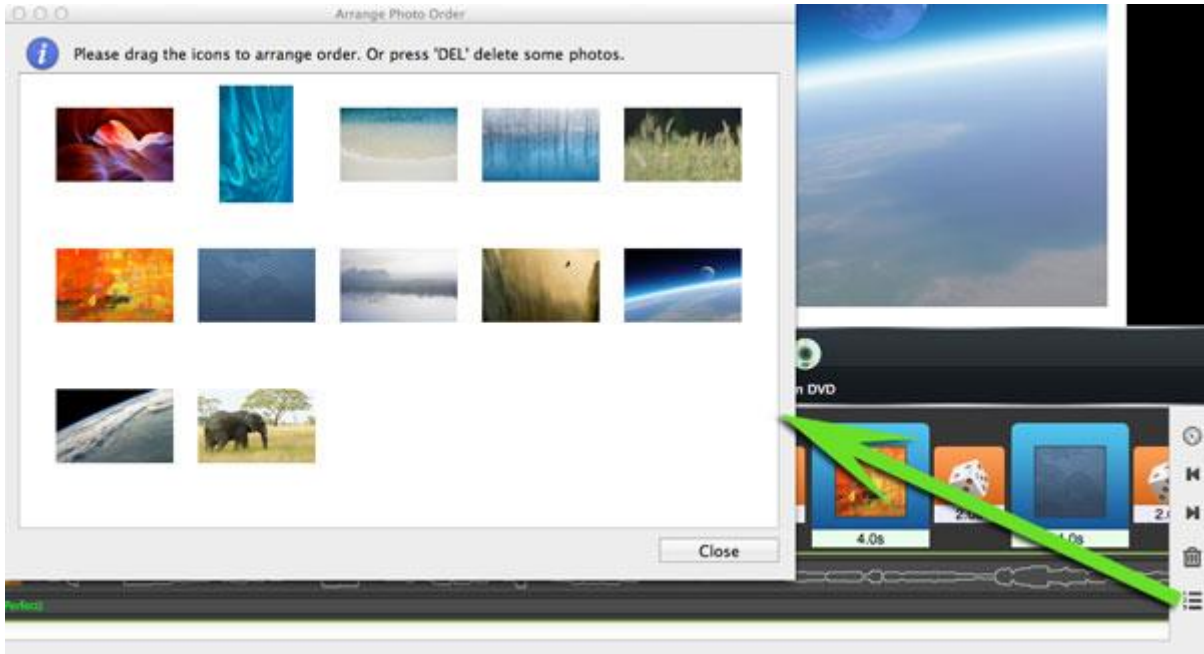 Arrange Photo Order
Please drag the icons to arrange order. Or press "DEL" delete some photos.
n DVD
4.0s
Close
Perfect)